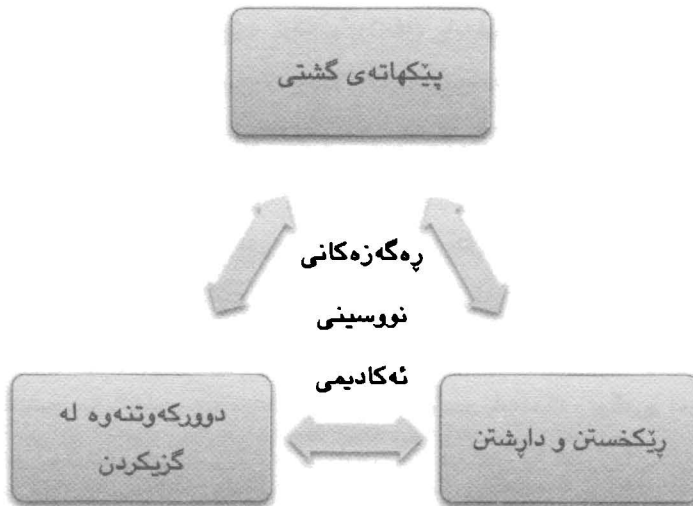 پێکهاتەی گشتی
ڕەگەزەکانی
نووسینی
ئەکادیمی
ڕێکخستن و داڕشتن
دوورکەوتنەوە لە
گزیکردن